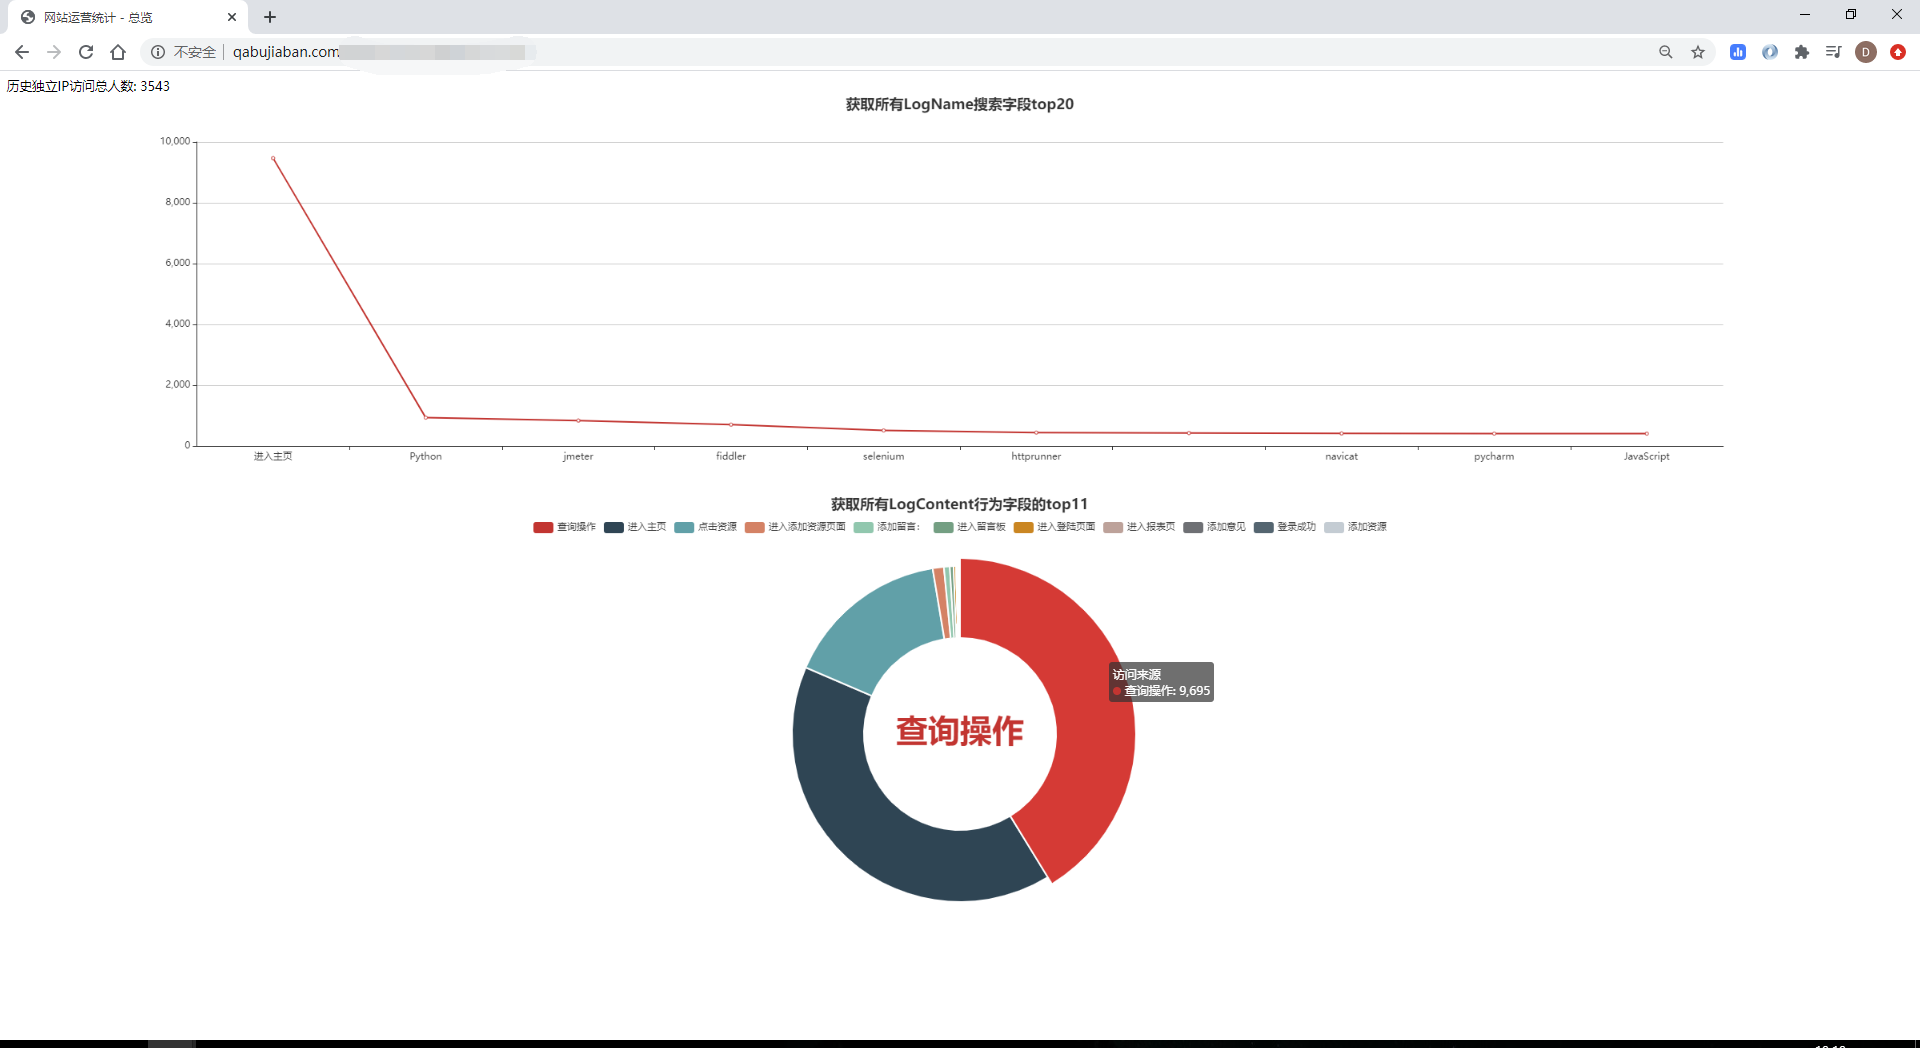 网站运营统计 - 总览
不安全 qabujiaban.com
D
历史独立IP访问总人数: 3543
获取所有LogName搜索字段top20
10,000
8,000
6,000
4,000
2,000
0
进入主页 Python jmeter fiddler selenium httprunner navicat pycharm JavaScript
获取所有LogContent行为字段的top11
查询操作 进入主页 点击资源 进入添加资源页面 添加留言: 进入留言板 进入登陆页面 进入报表页 添加意见 登录成功 添加资源
访问来源
查询操作: 9,695
查询操作